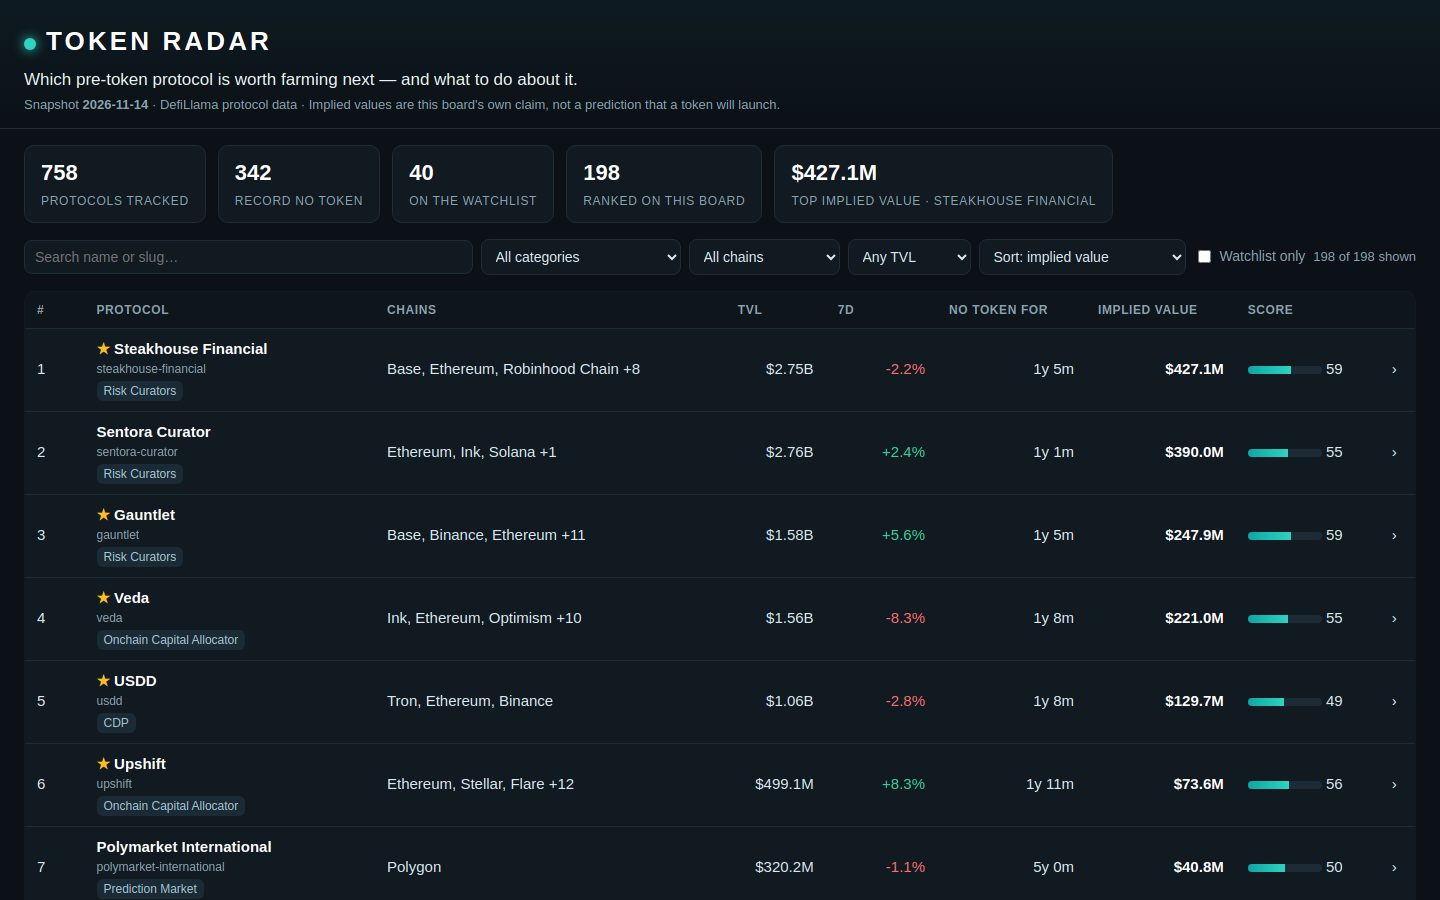 TOKEN RADAR
Which pre-token protocol is worth farming next — and what to do about it.
Snapshot 2026-11-14 · DefiLlama protocol data · Implied values are this board's own claim, not a prediction that a token will launch.
758
PROTOCOLS TRACKED
342
RECORD NO TOKEN
40
ON THE WATCHLIST
198
RANKED ON THIS BOARD
$427.1M
TOP IMPLIED VALUE · STEAKHOUSE FINANCIAL
Search name or slug… All categories All chains Any TVL Sort: implied value Watchlist only 198 of 198 shown
# PROTOCOL CHAINS TVL 7D NO TOKEN FOR IMPLIED VALUE SCORE
★ Steakhouse Financial
steakhouse-financial
Risk Curators
1 Base, Ethereum, Robinhood Chain +8 $2.75B -2.2% 1y 5m $427.1M 59 ›
Sentora Curator
sentora-curator
Risk Curators
2 Ethereum, Ink, Solana +1 $2.76B +2.4% 1y 1m $390.0M 55 ›
★ Gauntlet
gauntlet
Risk Curators
3 Base, Binance, Ethereum +11 $1.58B +5.6% 1y 5m $247.9M 59 ›
★ Veda
veda
Onchain Capital Allocator
4 Ink, Ethereum, Optimism +10 $1.56B -8.3% 1y 8m $221.0M 55 ›
★ USDD
usdd
CDP
5 Tron, Ethereum, Binance $1.06B -2.8% 1y 8m $129.7M 49 ›
★ Upshift
upshift
Onchain Capital Allocator
6 Ethereum, Stellar, Flare +12 $499.1M +8.3% 1y 11m $73.6M 56 ›
Polymarket International
polymarket-international
Prediction Market
7 Polygon $320.2M -1.1% 5y 0m $40.8M 50 ›